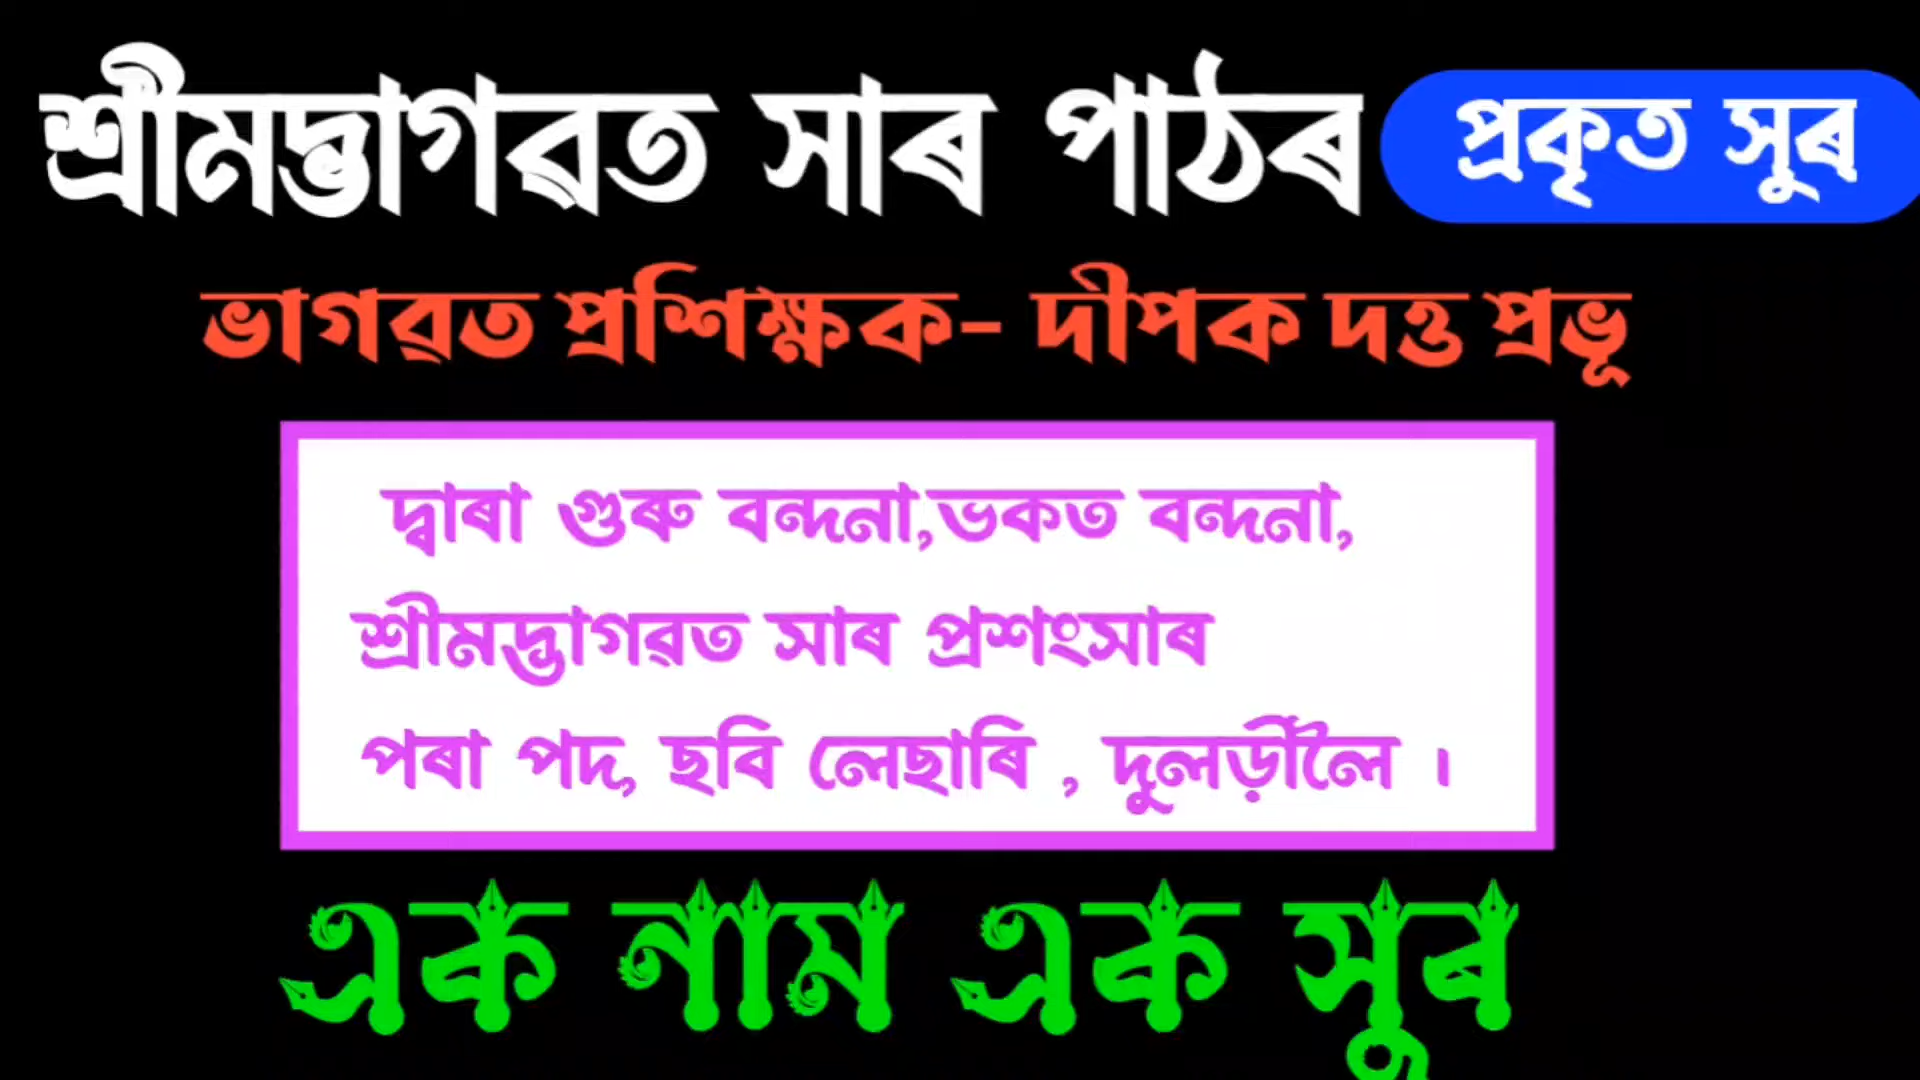 শ্ৰীমদ্ভাগৱত সাৰ পাঠৰ প্ৰকৃত সুৰ
ভাগৱত প্ৰশিক্ষক- দীপক দত্ত প্ৰভূ
দ্বাৰা গুৰু বন্দনা,ভকত বন্দনা,
শ্ৰীমদ্ভাগৱত সাৰ প্ৰশংসাৰ
পৰা পদ, ছবি লেছাৰি , দুলৰ্ড়ীলৈ ।
এক নাম এক সুৰ